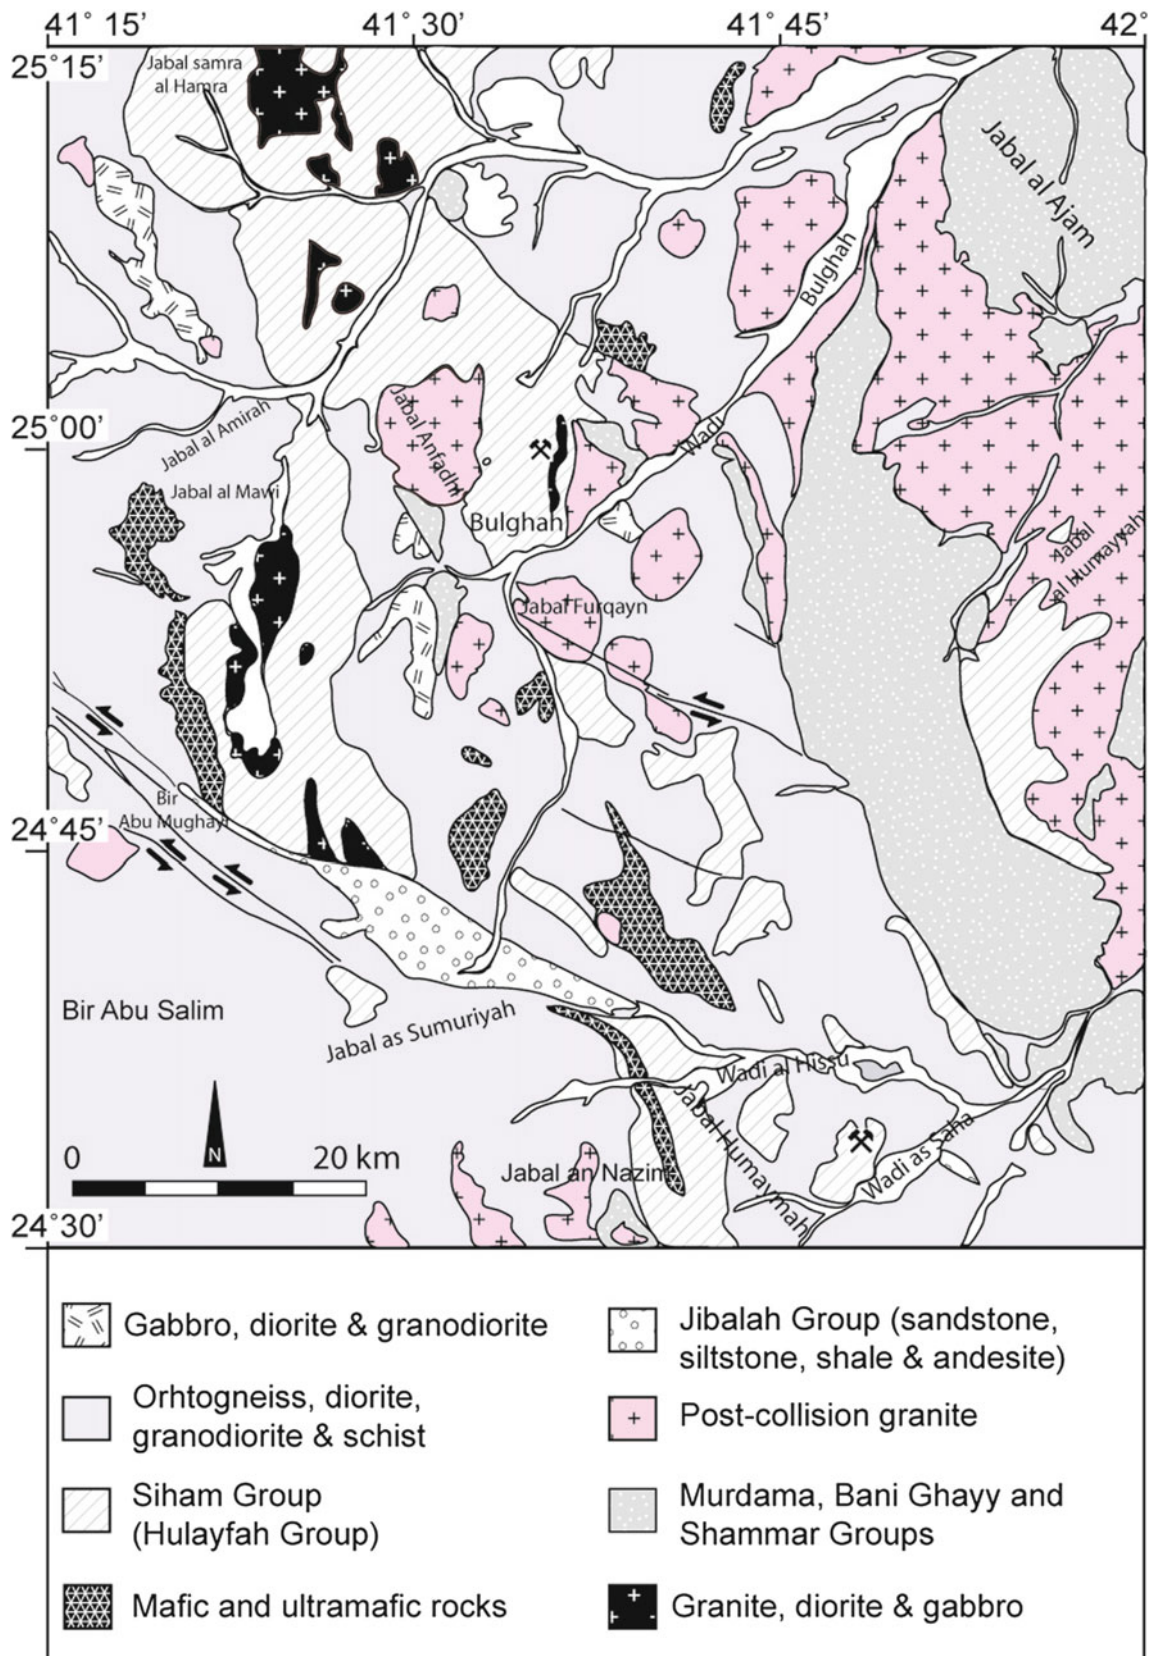 41° 15’
41° 30’
41° 45’
42°
25°15’
Jabal samra
al Hamra
Jabal al Ajam
Bulghah
25°00’
Jabal al Amirah
Jabal Anfadhi
Wadi
Jabal al Mawi
Bulghah
Jabal
al Humayyah
Jabal Furqayn
Bir
Abu Mughayr
24°45’
Bir Abu Salim
Jabal as Sumuriyah
Wadi al Hissu
Jabal Humaymah
Wadi as Saha
N
0
20 km
Jabal an Nazim
24°30’
Gabbro, diorite & granodiorite
Orhtogneiss, diorite,
granodiorite & schist
Siham Group
(Hulayfah Group)
Mafic and ultramafic rocks
Jibalah Group (sandstone,
siltstone, shale & andesite)
Post-collision granite
Murdama, Bani Ghayy and
Shammar Groups
Granite, diorite & gabbro